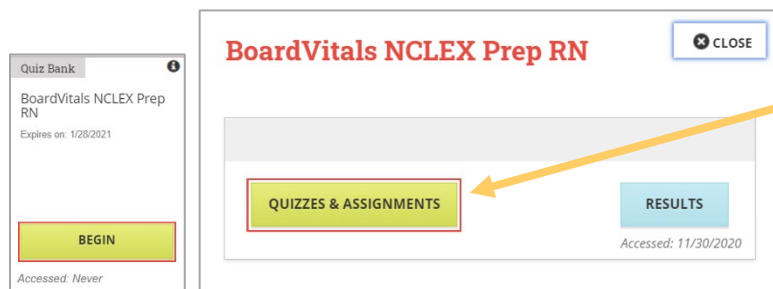 Quiz Bank
BoardVitals NCLEX Prep
RN
Expires on: 1/28/2021
BEGIN
Accessed: Never
BoardVitals NCLEX Prep RN
CLOSE
QUIZZES & ASSIGNMENTS
RESULTS
Accessed: 11/30/2020